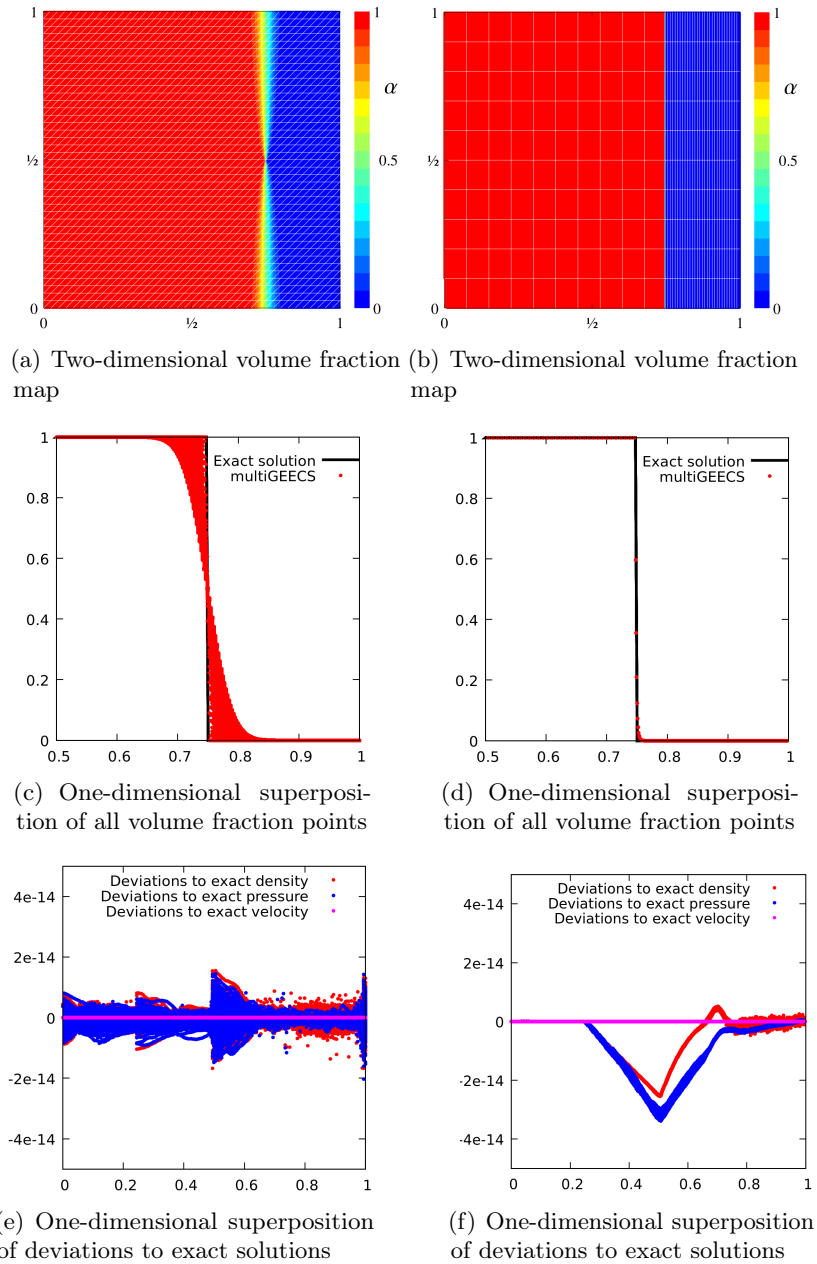 1
½
0
0
½
1
1
α
0.5
0
1
½
0
0
½
1
1
α
0.5
0
(a) Two-dimensional volume fraction
map
(b) Two-dimensional volume fraction
map
1
0.8
0.6
0.4
0.2
0
0.5 0.6 0.7 0.8 0.9 1
Exact solution
multiGEECS
1
0.8
0.6
0.4
0.2
0
0.5 0.6 0.7 0.8 0.9 1
Exact solution
multiGEECS
(c) One-dimensional superposi-
tion of all volume fraction points
(d) One-dimensional superposi-
tion of all volume fraction points
4e-14
2e-14
0
-2e-14
-4e-14
0 0.2 0.4 0.6 0.8 1
Deviations to exact density
Deviations to exact pressure
Deviations to exact velocity
4e-14
2e-14
0
-2e-14
-4e-14
0 0.2 0.4 0.6 0.8 1
Deviations to exact density
Deviations to exact pressure
Deviations to exact velocity
(e) One-dimensional superposition
of deviations to exact solutions
(f) One-dimensional superposition
of deviations to exact solutions